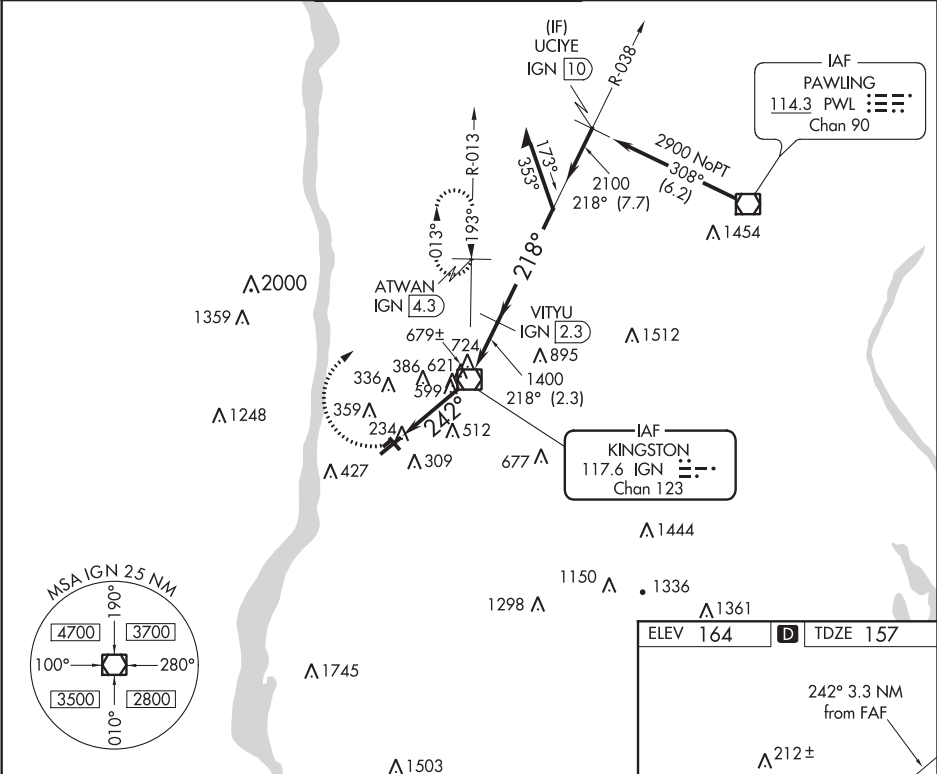 (IF)
UCIYE
IGN 10
R-038
IAF
PAWLING
114.3 PWL
Chan 90
R-013
173°
353°
2900 NoPT
308°
(6.2)
2100
218° (7.7)
1454
013°
193°
218°
2000
ATWAN
IGN 4.3
VITYU
IGN 2.3
1359
679±
724
1512
895
336
386
621
599
1400
218° (2.3)
359
1248
234
242°
512
IAF
KINGSTON
117.6 IGN
Chan 123
427
309
677
1444
MSA IGN 25 NM
190°
4700
3700
100°
280°
3500
2800
010°
1150
1336
1298
1361
ELEV 164
D
TDZE 157
1745
242° 3.3 NM
from FAF
212±
1503